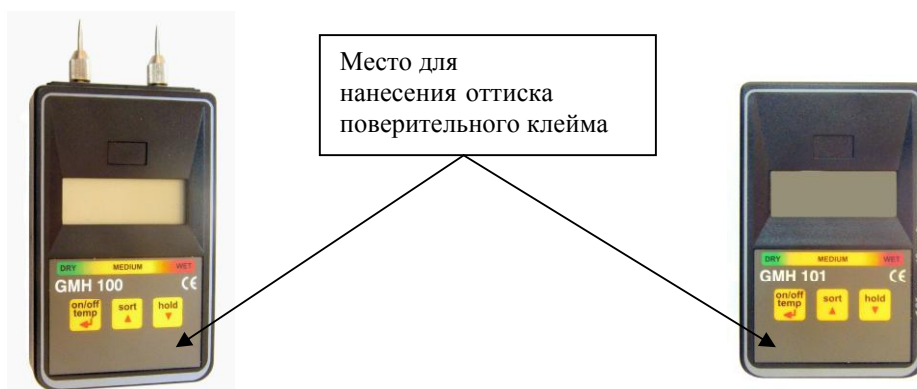 Место для
нанесения оттиска
поверительного клейма
DRY MEDIUM WET
GMH 100 CE
on/off temp sort hold
DRY MEDIUM WET
GMH 101 CE
on/off temp sort hold